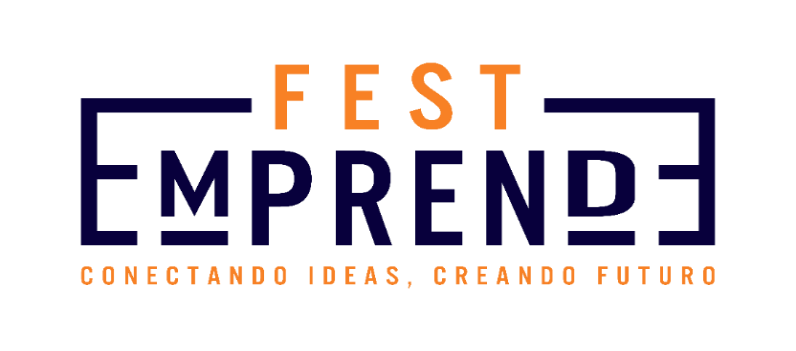 FEST
EMPRENDE
CONECTANDO IDEAS, CREANDO FUTURO